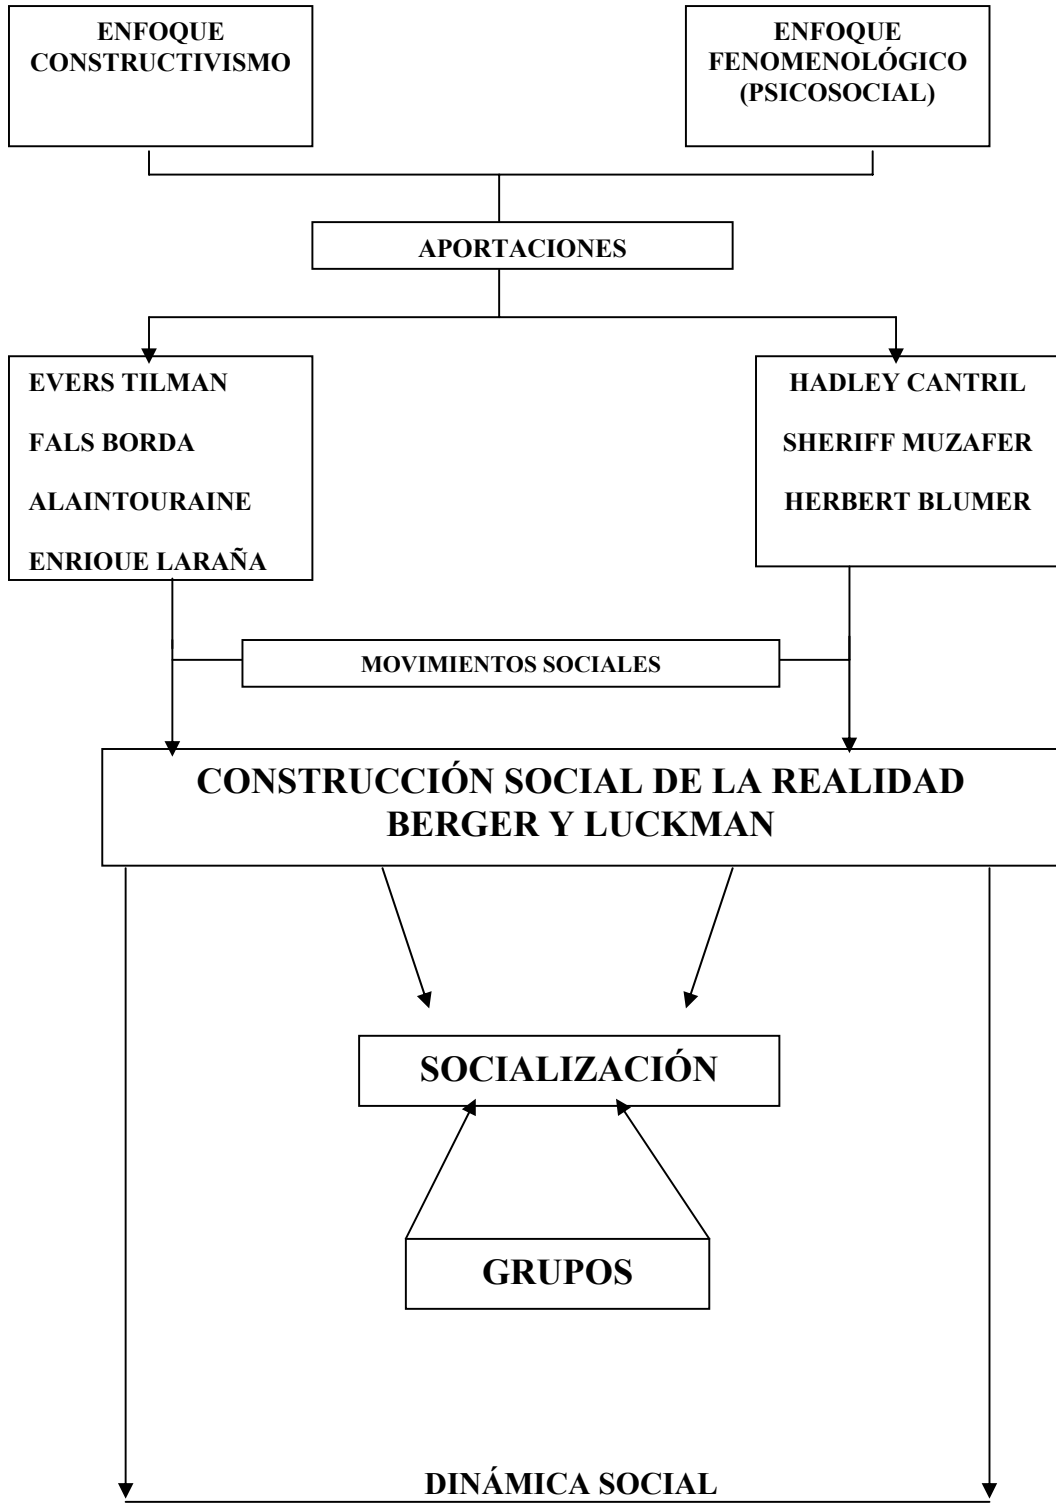 ENFOQUE
CONSTRUCTIVISMO
ENFOQUE
FENOMENOLÓGICO
(PSICOSOCIAL)
APORTACIONES
EVERS TILMAN
FALS BORDA
ALAINTOURAINE
ENRIQUE LARAÑA
HADLEY CANTRIL
SHERIFF MUZAFER
HERBERT BLUMER
MOVIMIENTOS SOCIALES
CONSTRUCCIÓN SOCIAL DE LA REALIDAD
BERGER Y LUCKMAN
SOCIALIZACIÓN
GRUPOS
DINÁMICA SOCIAL